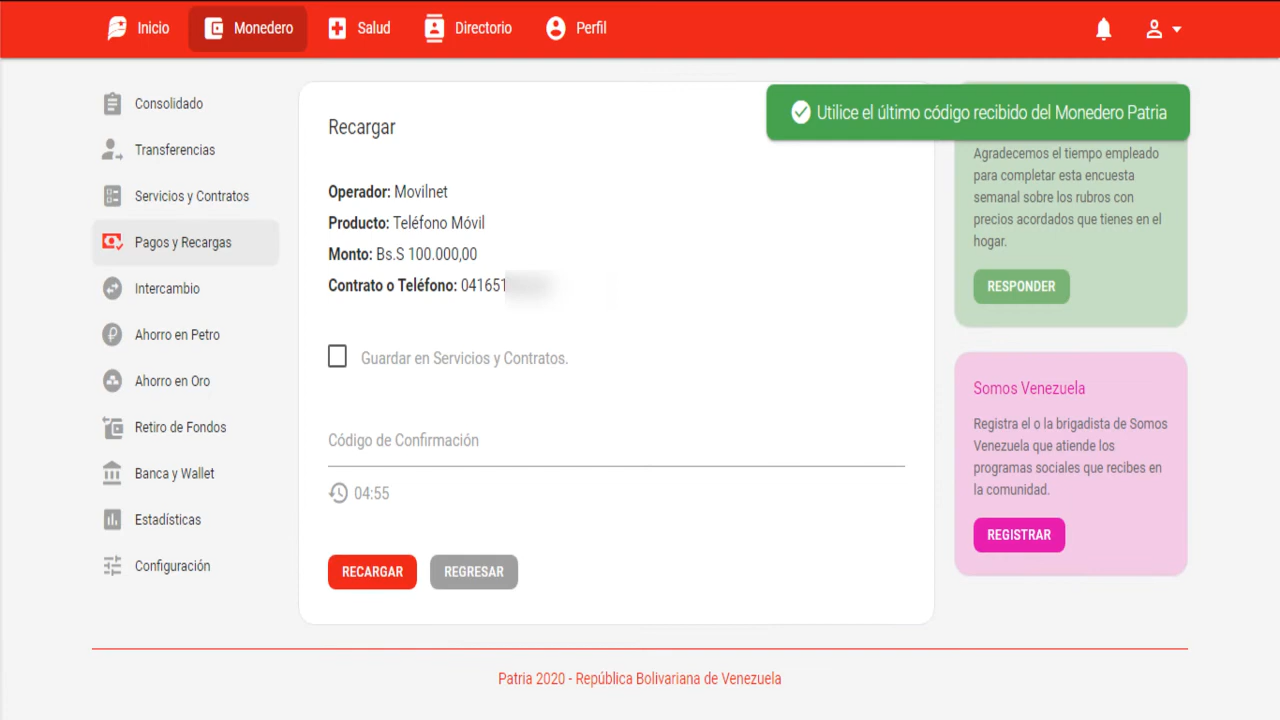 Inicio
Monedero
Salud
Directorio
Perfil
Consolidado
Transferencias
Servicios y Contratos
Pagos y Recargas
Intercambio
Ahorro en Petro
Ahorro en Oro
Retiro de Fondos
Banca y Wallet
Estadísticas
Configuración
Recargar
Operador: Movilnet
Producto: Teléfono Móvil
Monto: Bs.S 100.000,00
Contrato o Teléfono: 041651
Guardar en Servicios y Contratos.
Código de Confirmación
04:55
RECARGAR
REGRESAR
Utilice el último código recibido del Monedero Patria
Agradecemos el tiempo empleado
para completar esta encuesta
semanal sobre los rubros con
precios acordados que tienes en el
hogar.
RESPONDER
Somos Venezuela
Registra el o la brigadista de Somos
Venezuela que atiende los
programas sociales que recibes en
la comunidad.
REGISTRAR
Patria 2020 - República Bolivariana de Venezuela